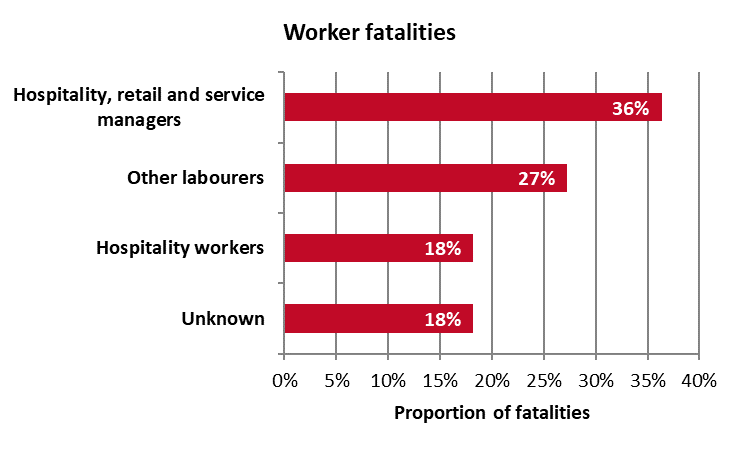 Worker fatalities
Hospitality, retail and service
managers
36%
Other labourers
27%
Hospitality workers
18%
Unknown
18%
0% 5% 10% 15% 20% 25% 30% 35% 40%
Proportion of fatalities